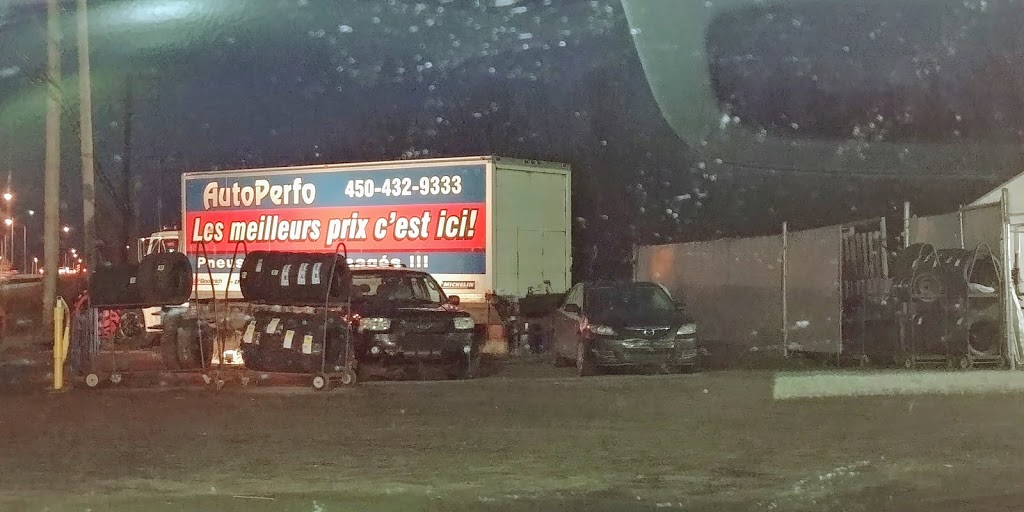 AutoPerfo 450-432-9333
Les meilleurs prix c'est ici!
!!!
MICHELIN